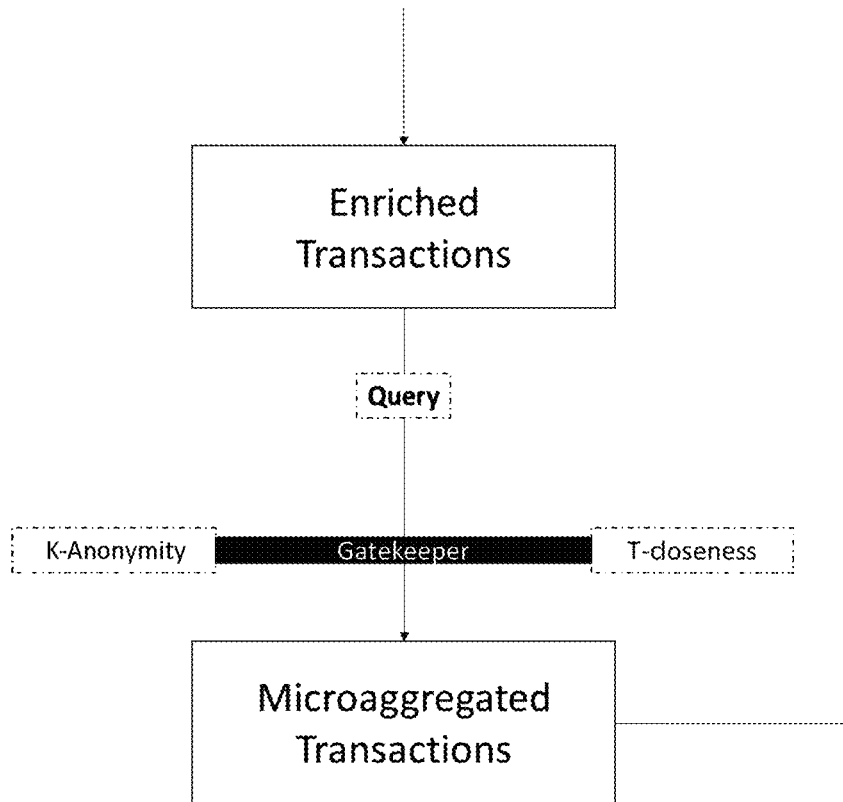 Enriched
Transactions
Query
K-Anonymity Gatekeeper T-closeness
Microaggregated
Transactions